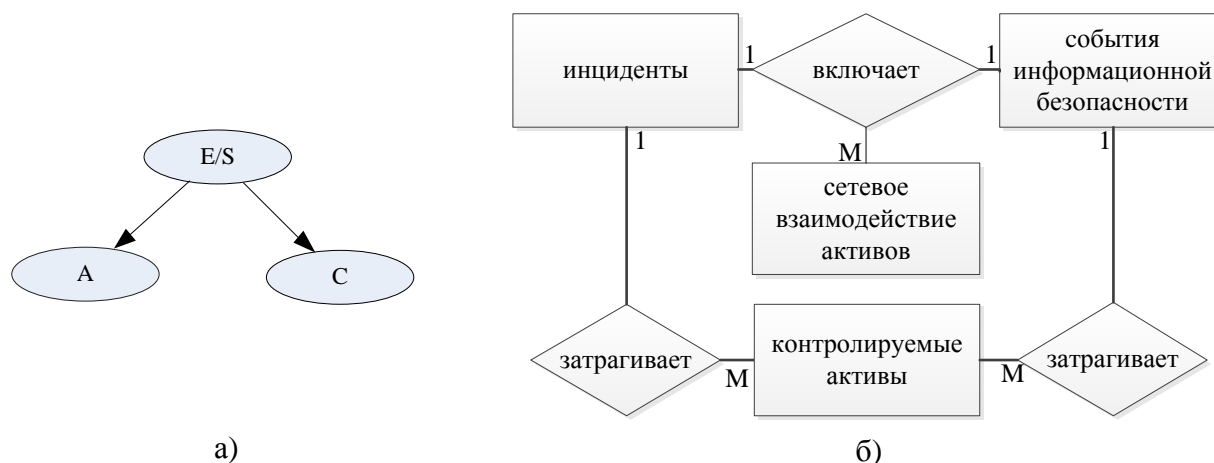 E/S
A
C
а)
инциденты
1
включает
1
события
информационной
безопасности
1
М
1
сетевое
взаимодействие
активов
затрагивает
М
контролируемые
активы
М
затрагивает
б)